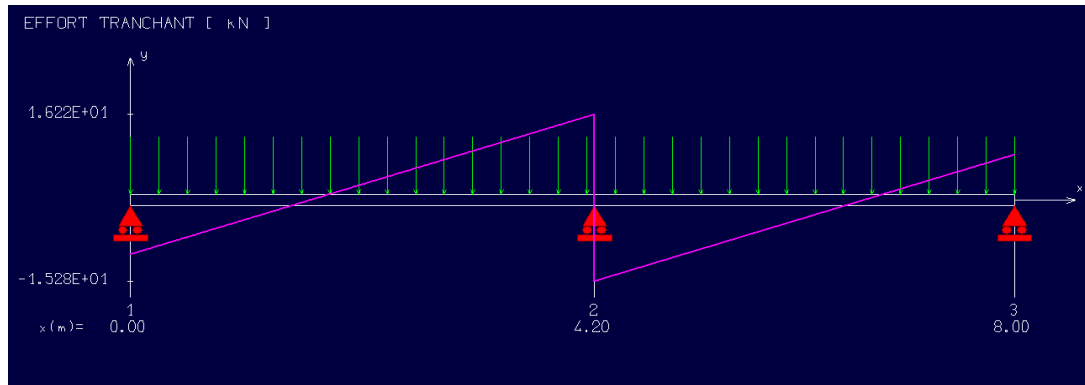 EFFORT TRANCHANT [ kN ]
y
1.622E+01
x
-1.528E+01
1 2 3
x(m)= 0.00 4.20 8.00